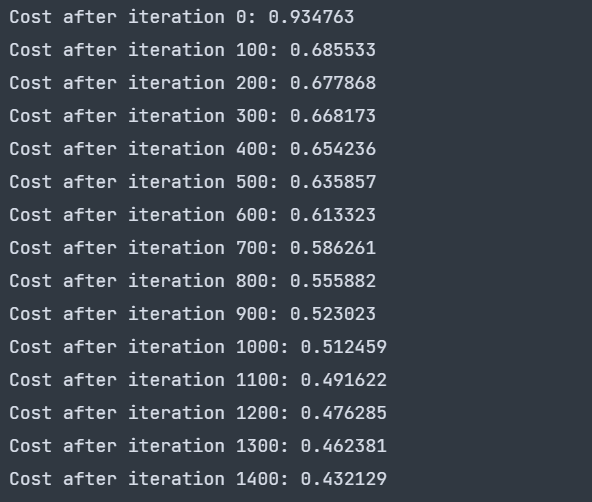 Cost after iteration 0: 0.934763
Cost after iteration 100: 0.685533
Cost after iteration 200: 0.677868
Cost after iteration 300: 0.668173
Cost after iteration 400: 0.654236
Cost after iteration 500: 0.635857
Cost after iteration 600: 0.613323
Cost after iteration 700: 0.586261
Cost after iteration 800: 0.555882
Cost after iteration 900: 0.523023
Cost after iteration 1000: 0.512459
Cost after iteration 1100: 0.491622
Cost after iteration 1200: 0.476285
Cost after iteration 1300: 0.462381
Cost after iteration 1400: 0.432129